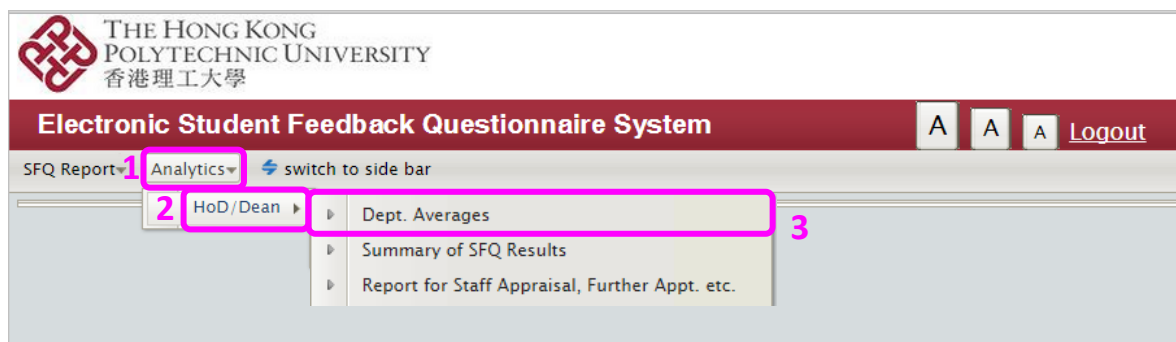 THE HONG KONG
POLYTECHNIC UNIVERSITY
香港理工大學
Electronic Student Feedback Questionnaire System
A A A Logout
SFQ Report 1 Analytics switch to side bar
2 HoD/Dean Dept. Averages 3
Summary of SFQ Results
Report for Staff Appraisal, Further Appt. etc.